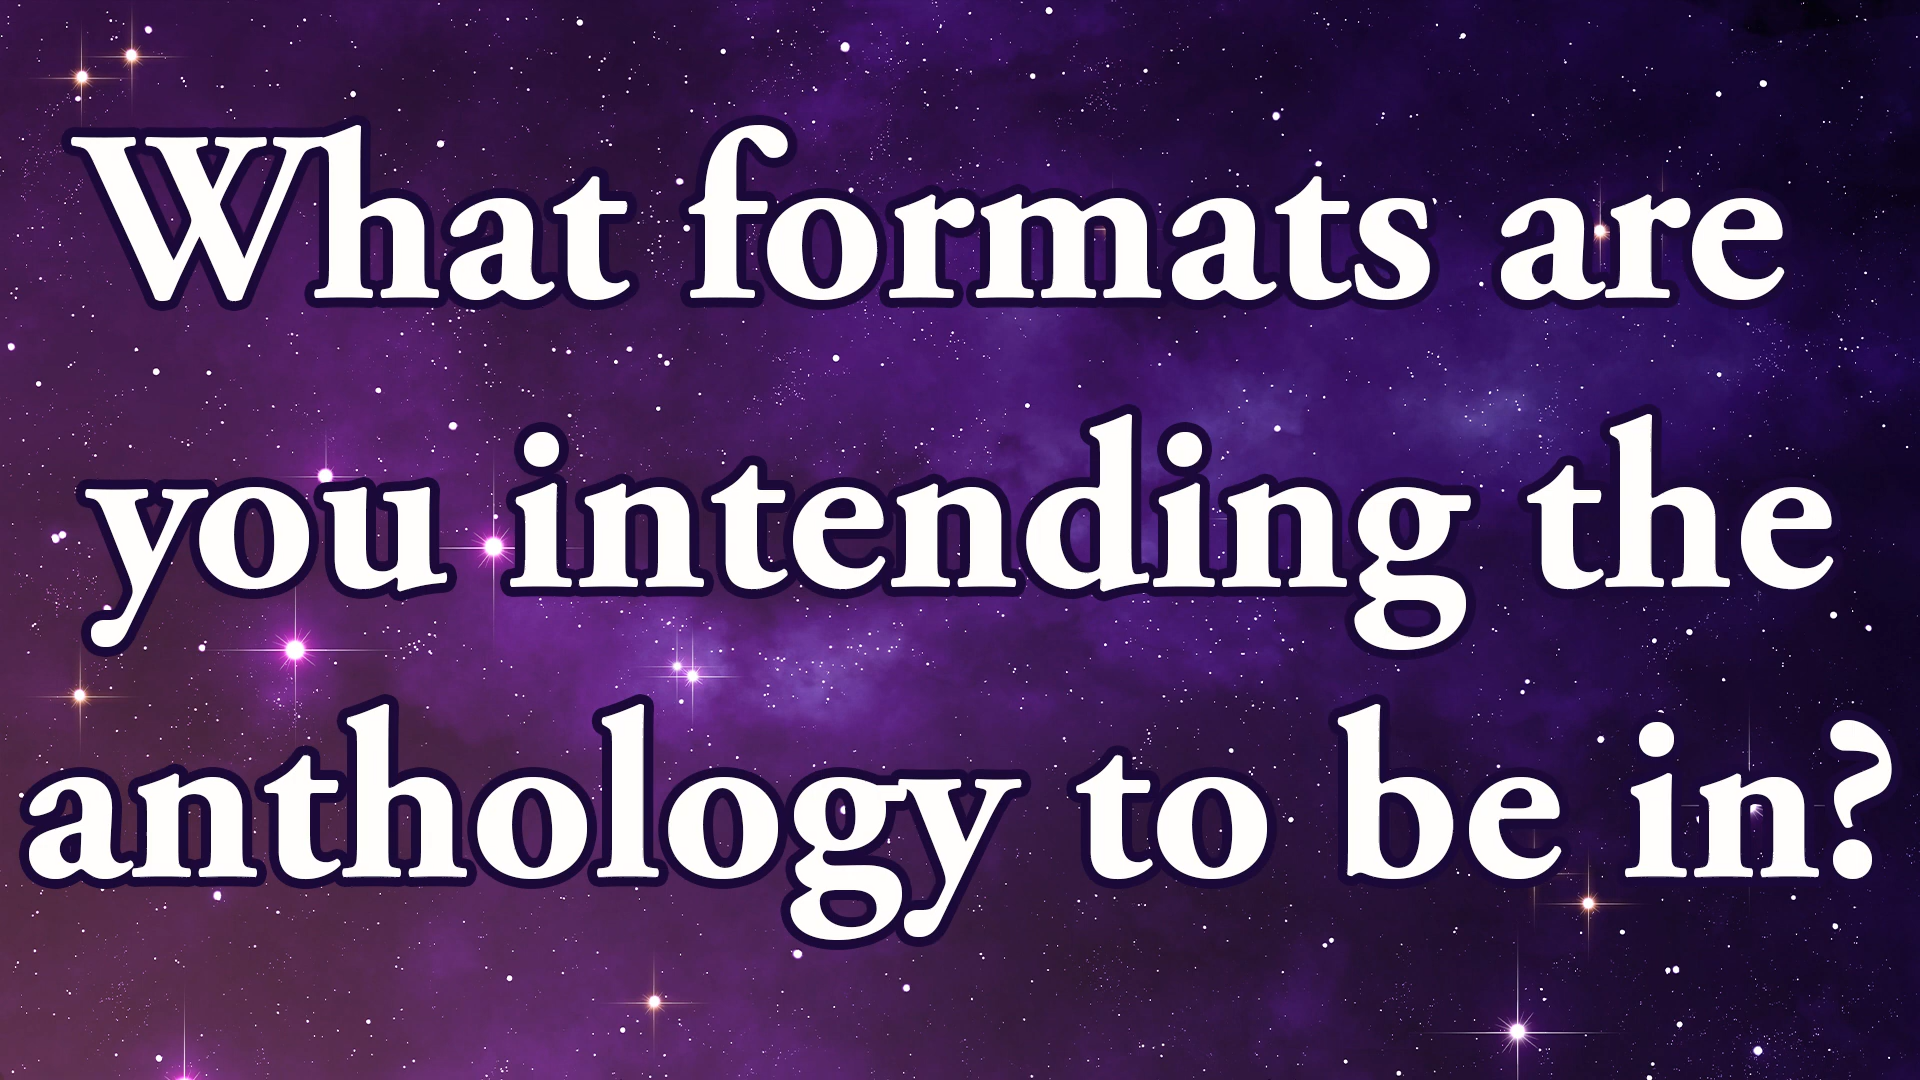 What formats are
you intending the
anthology to be in?